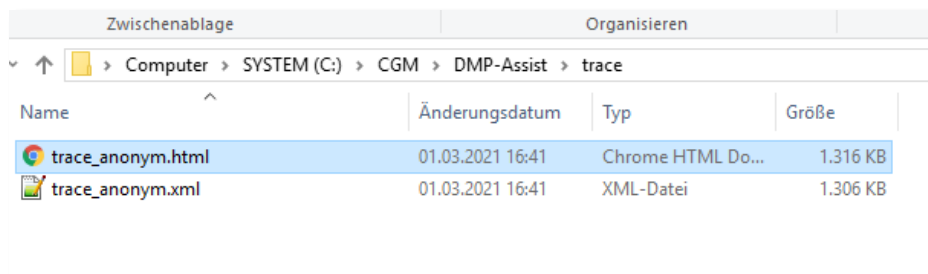 Zwischenablage Organisieren
Computer > SYSTEM (C:) > CGM > DMP-Assist > trace
Name Änderungsdatum Typ Größe
trace_anonym.html 01.03.2021 16:41 Chrome HTML Do... 1.316 KB
trace_anonym.xml 01.03.2021 16:41 XML-Datei 1.306 KB